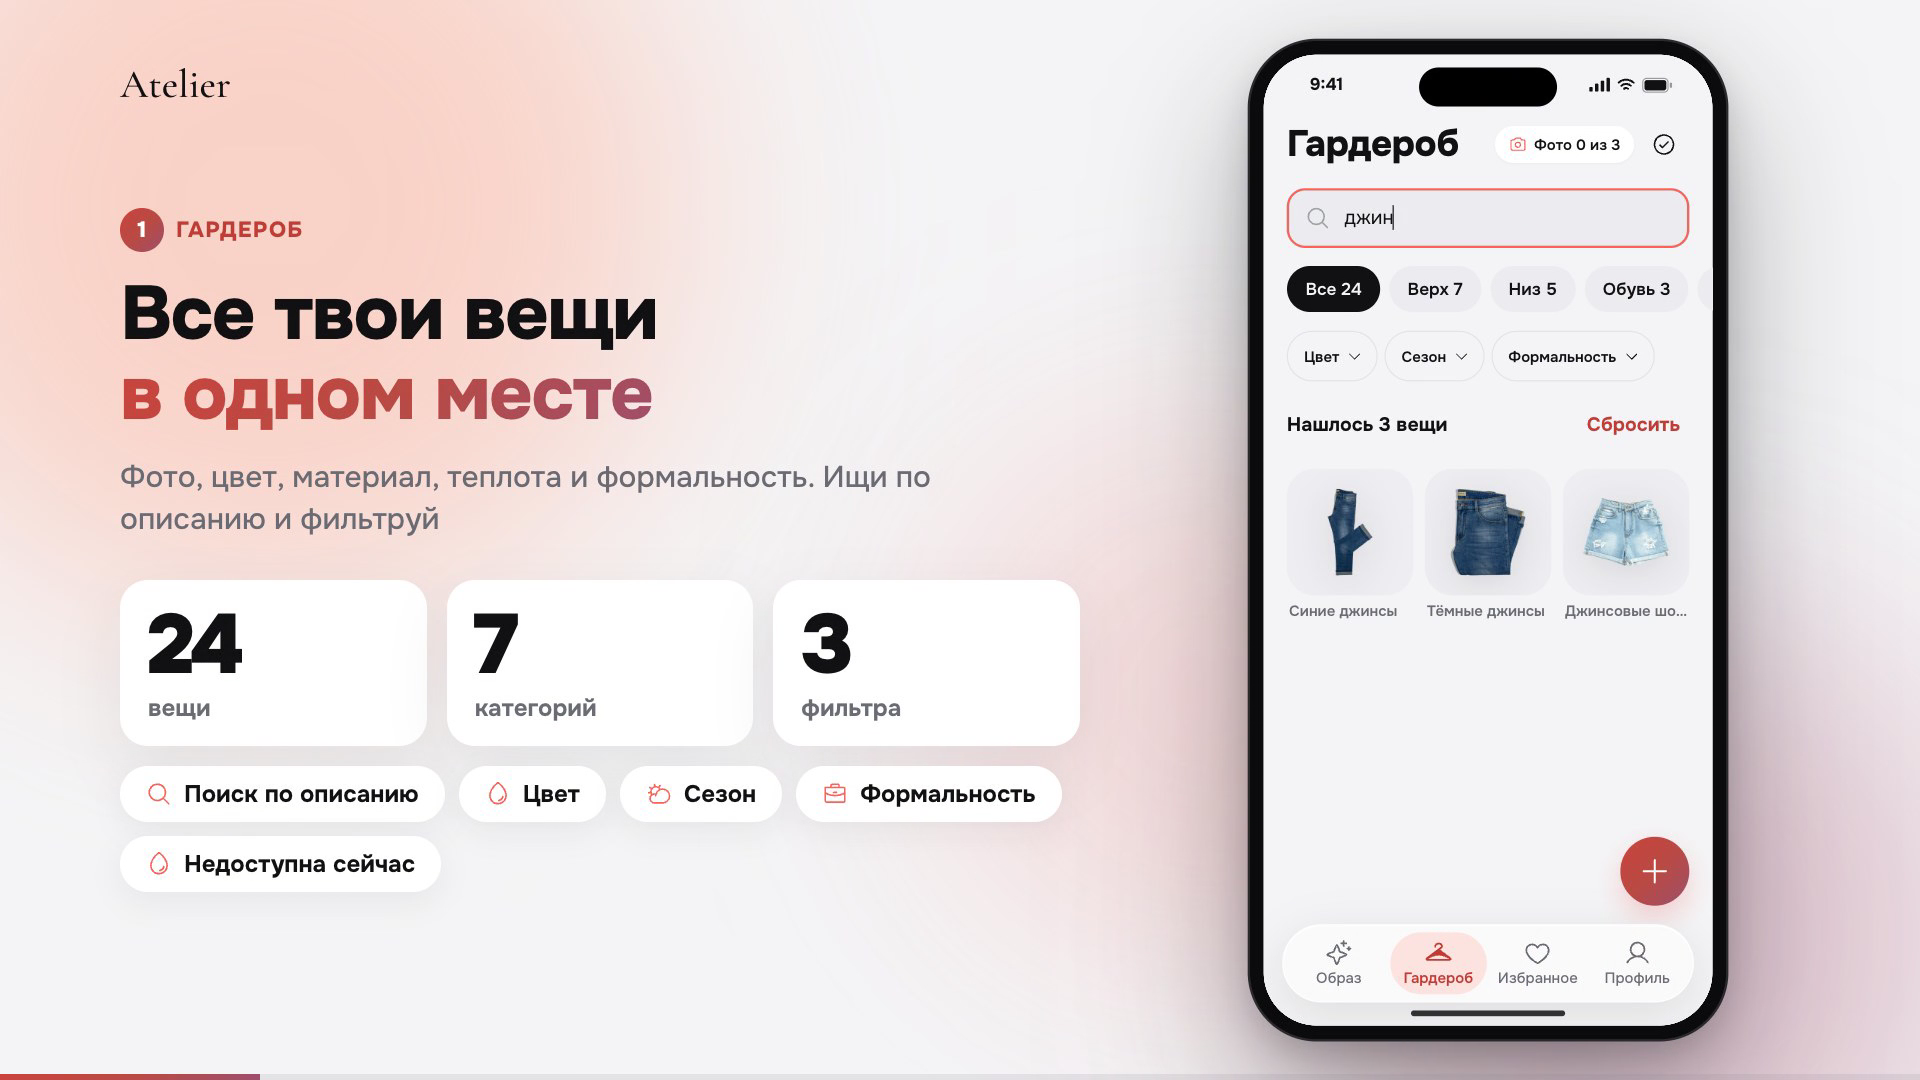 Atelier
1 ГАРДЕРОБ
Все твои вещи
в одном месте
Фото, цвет, материал, теплота и формальность. Ищи по
описанию и фильтруй
24
вещи
7
категорий
3
фильтра
Поиск по описанию
Цвет
Сезон
Формальность
Недоступна сейчас
9:41
Гардероб
Фото 0 из 3
джин
Все 24
Верх 7
Низ 5
Обувь 3
Цвет
Сезон
Формальность
Нашлось 3 вещи
Сбросить
Синие джинсы
Тёмные джинсы
Джинсовые шо...
Образ
Гардероб
Избранное
Профиль